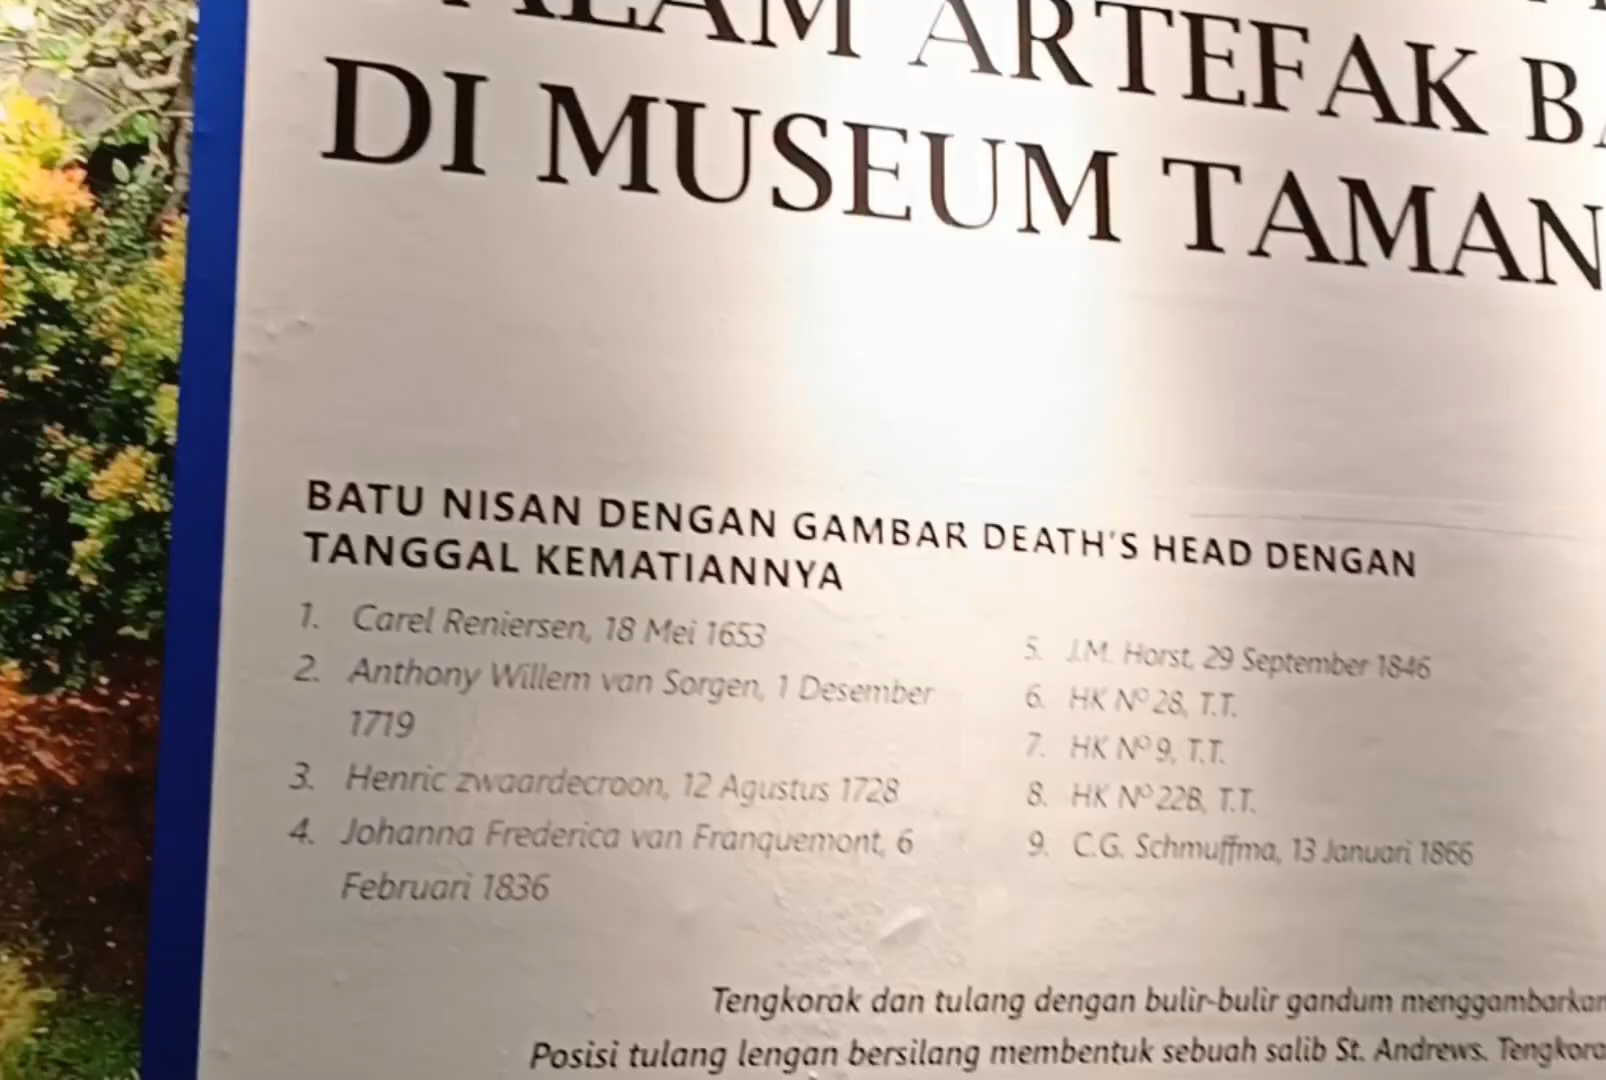 DALAM ARTEFAK
DI MUSEUM TAMAN
BATU NISAN DENGAN GAMBAR DEATH'S HEAD DENGAN
TANGGAL KEMATIANNYA
1. Carel Reniersen, 18 Mei 1653
2. Anthony Willem van Sorgen, 1 Desember
1719
3. Henric zwaardecroon, 12 Agustus 1728
4. Johanna Frederica van Franquemont, 6
Februari 1836
5. J.M. Horst, 29 September 1846
6. HK Nº 28, T.T.
7. HK Nº 9, T.T.
8. HK Nº 22B, T.T.
9. C.G. Schmuffma, 13 Januari 1866
Tengkorak dan tulang dengan bulir-bulir gandum menggambarkan
Posisi tulang lengan bersilang membentuk sebuah salib St. Andrews. Tengkora